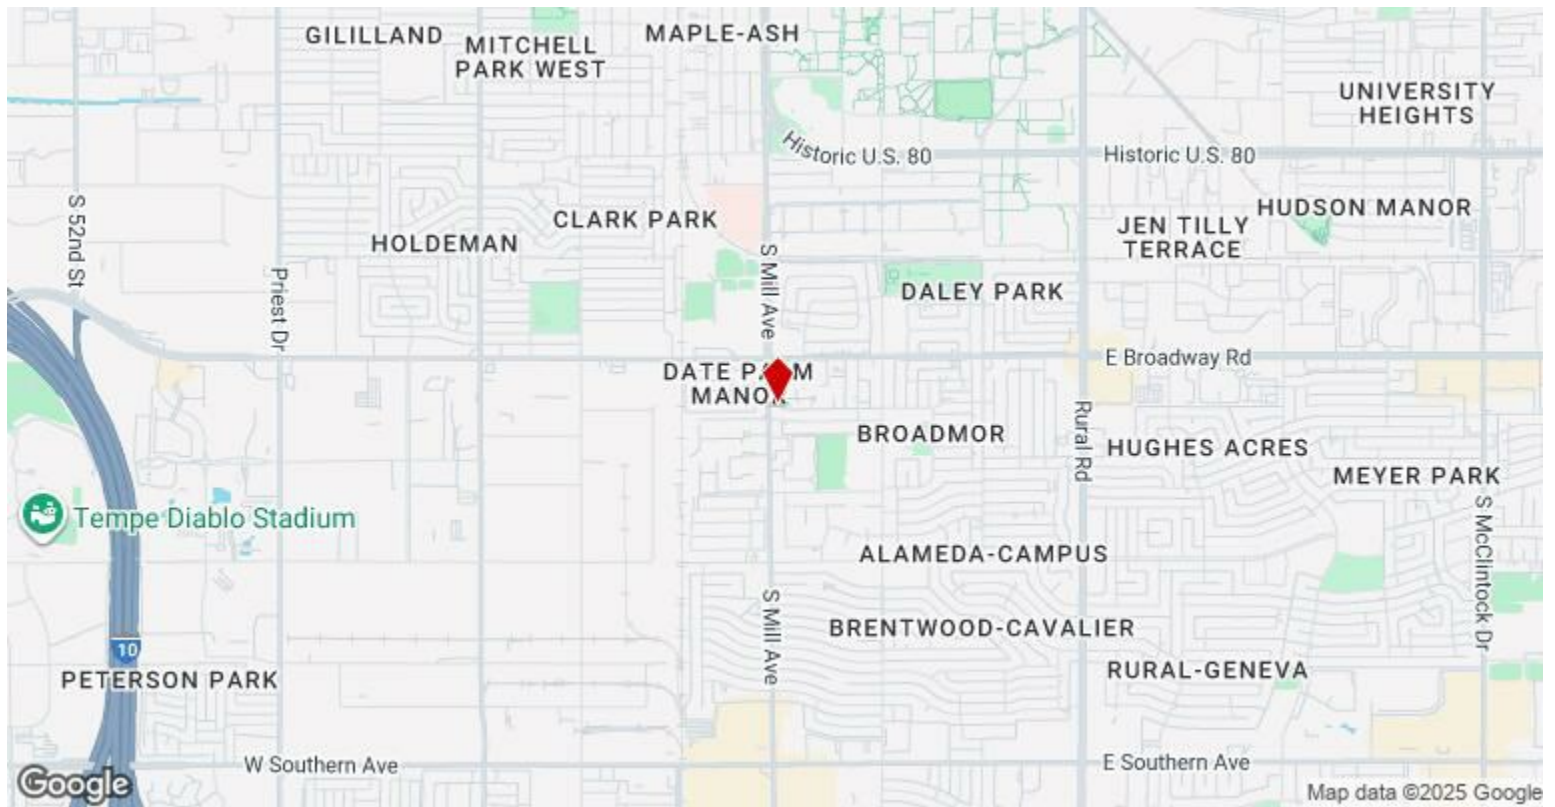 GILILLAND
MITCHELL
PARK WEST
MAPLE-ASH
UNIVERSITY
HEIGHTS
Historic U.S. 80
Historic U.S. 80
S 52nd St
CLARK PARK
HOLDEMAN
HUDSON MANOR
JEN TILLY
TERRACE
Priest Dr
S Mill Ave
DALEY PARK
E Broadway Rd
DATE PALM
MANOR
BROADMOR
Rural Rd
HUGHES ACRES
MEYER PARK
Tempe Diablo Stadium
S McClintock Dr
ALAMEDA-CAMPUS
S Mill Ave
BRENTWOOD-CAVALIER
10
PETERSON PARK
RURAL-GENEVA
W Southern Ave
E Southern Ave
Google
Map data ©2025 Google